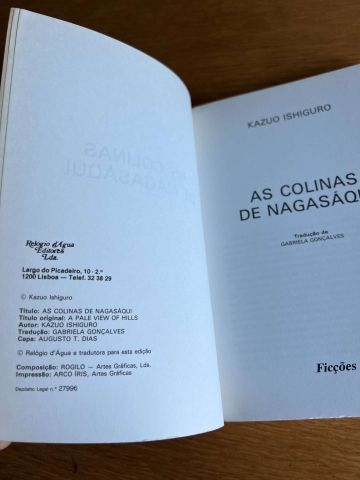 Relógio d'Água
Editores
Lda.
Largo do Picadeiro, 10-2.º
1200 Lisboa — Telef. 32 38 29
© Kazuo Ishiguro
Título: AS COLINAS DE NAGASÁQUI
Título original: A PALE VIEW OF HILLS
Autor: KAZUO ISHIGURO
Tradução: GABRIELA GONÇALVES
Capa: AUGUSTO T. DIAS
© Relógio d'Água e tradutora para esta edição
Composição: ROGILO — Artes Gráficas, Lda.
Impressão: ARCO ÍRIS, Artes Gráficas
Depósito Legal n.º 27996
KAZUO ISHIGURO
AS COLINAS
DE NAGASÁQUI
Tradução de
GABRIELA GONÇALVES
Ficções